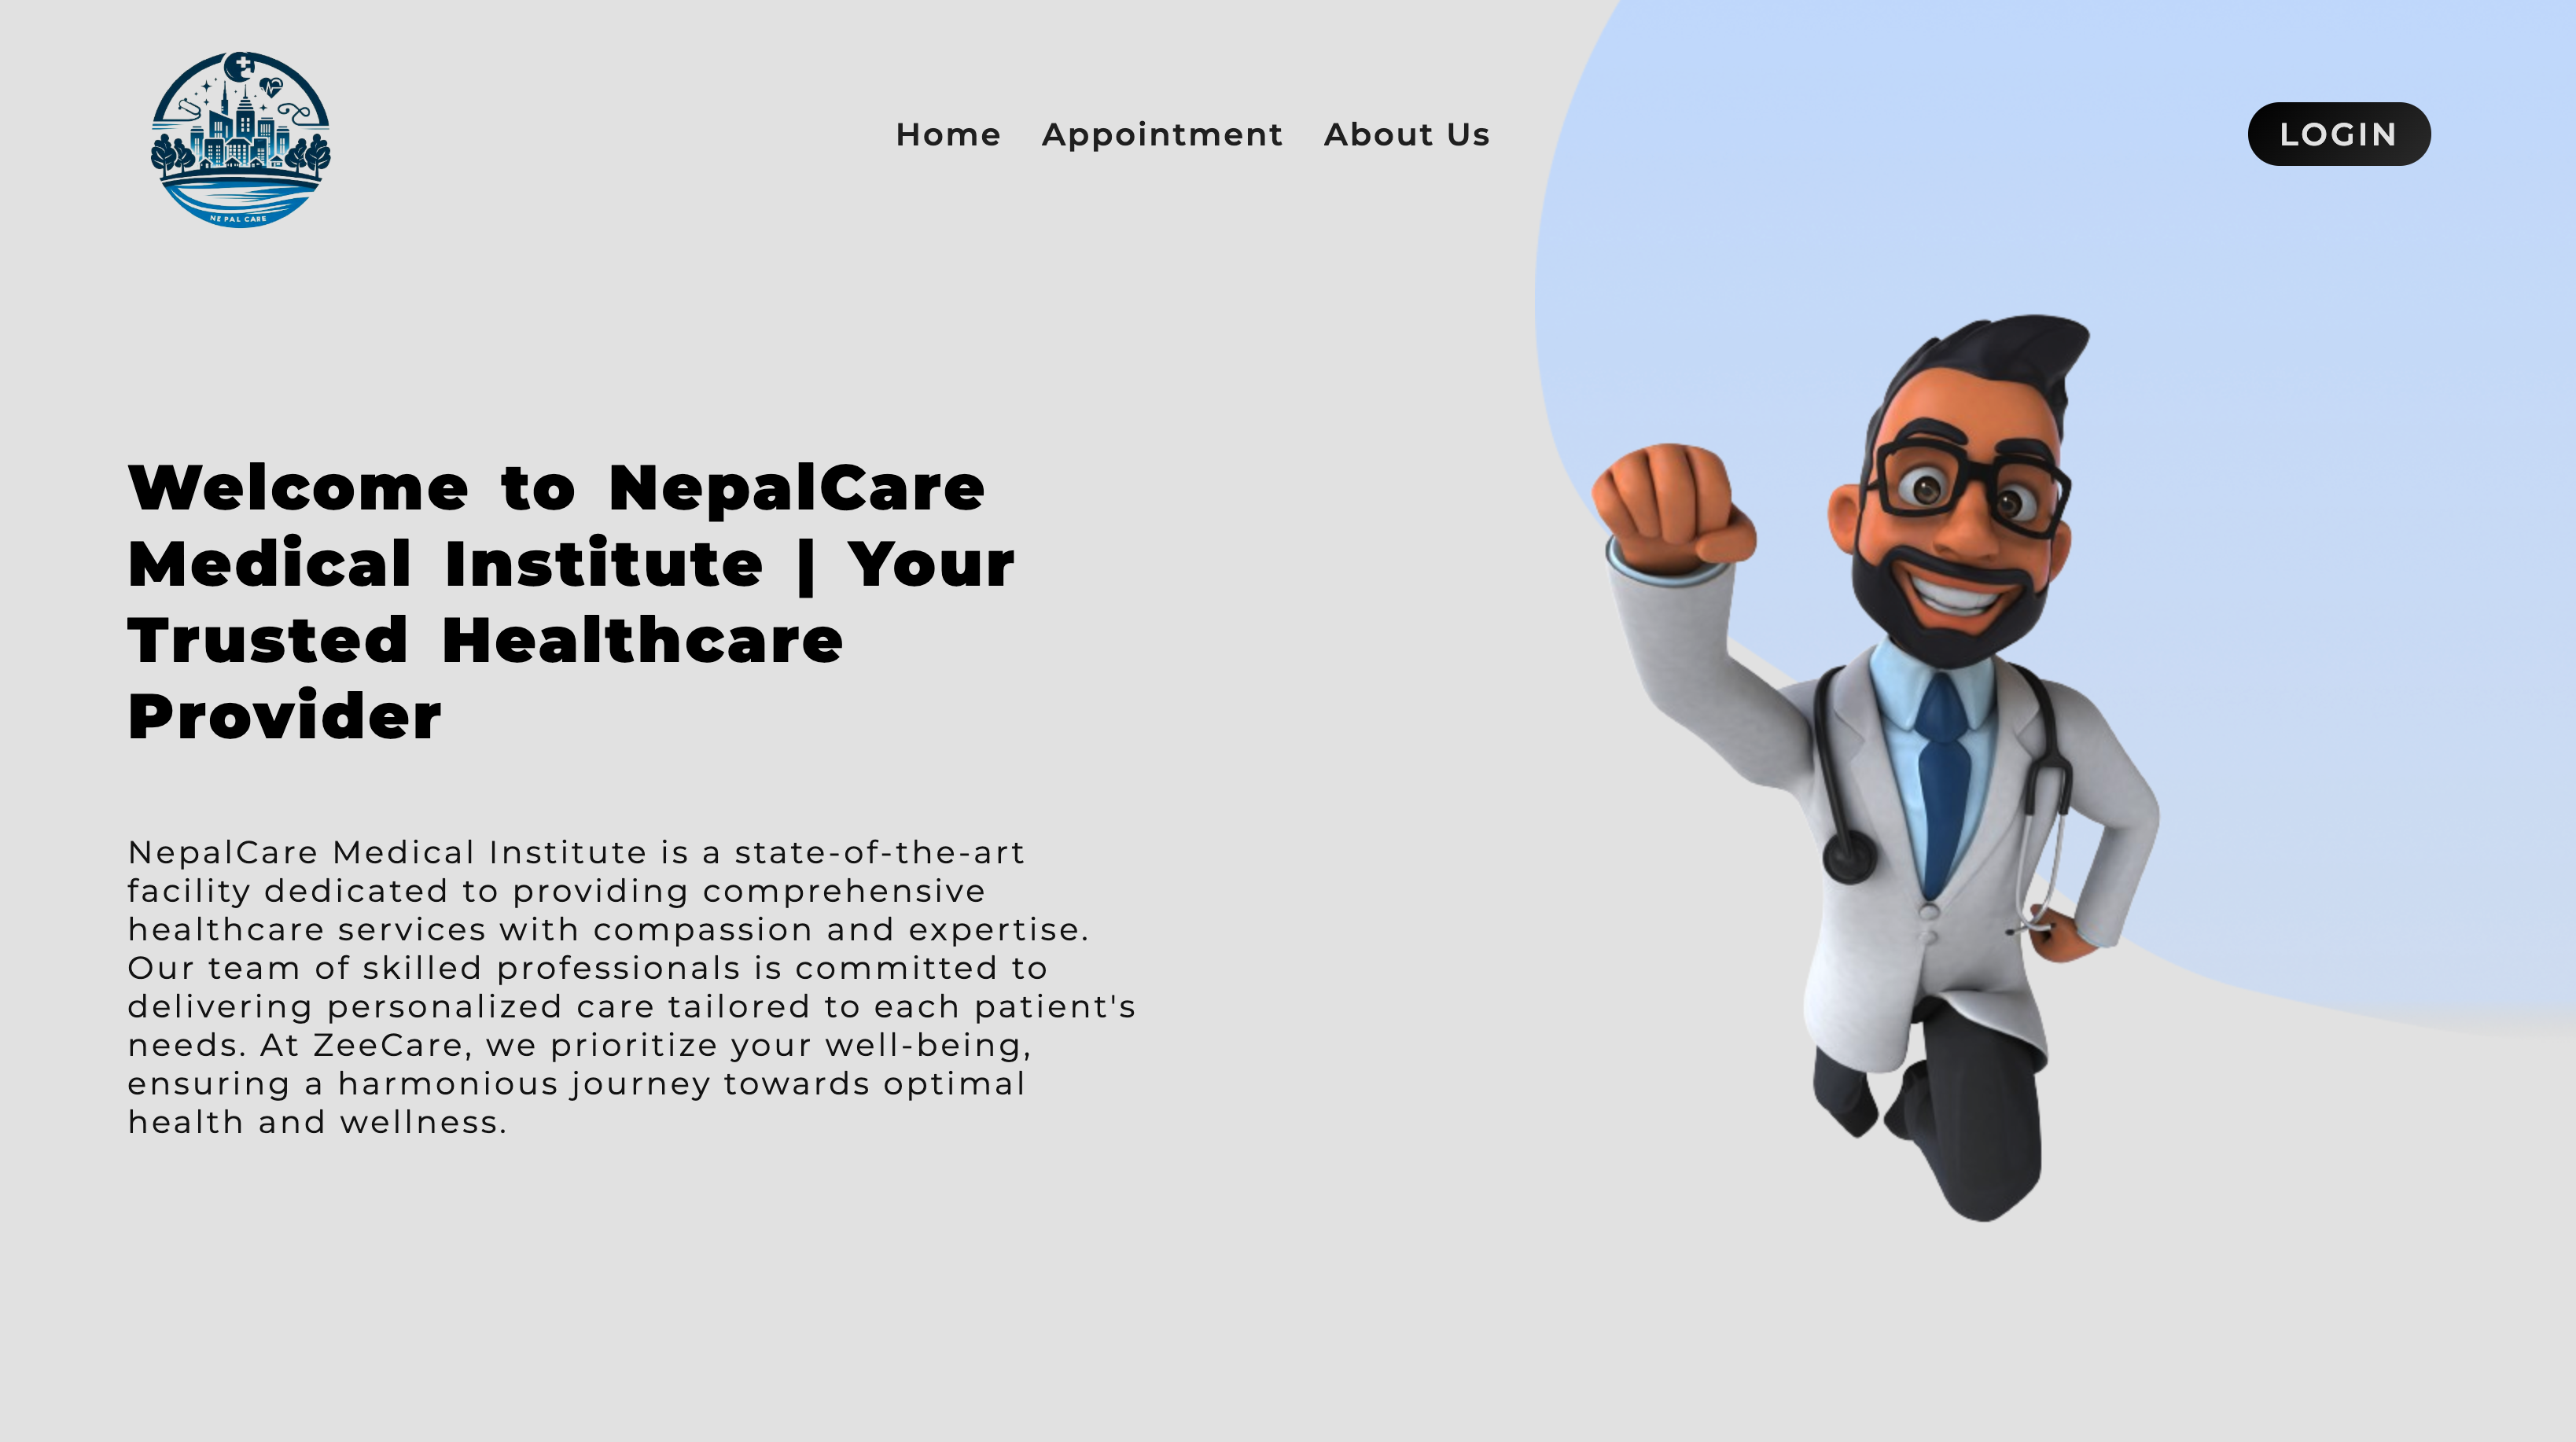 NE PAL CARE
Home Appointment About Us
LOGIN
Welcome to NepalCare
Medical Institute | Your
Trusted Healthcare
Provider
NepalCare Medical Institute is a state-of-the-art
facility dedicated to providing comprehensive
healthcare services with compassion and expertise.
Our team of skilled professionals is committed to
delivering personalized care tailored to each patient's
needs. At ZeeCare, we prioritize your well-being,
ensuring a harmonious journey towards optimal
health and wellness.